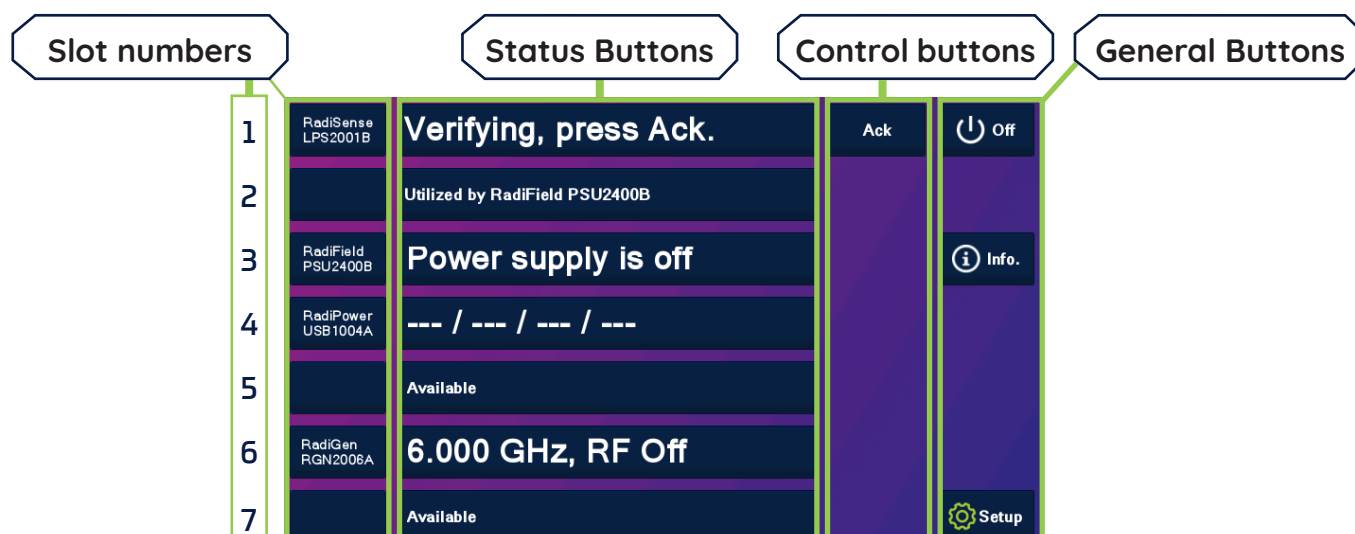 Slot numbers
Status Buttons
Control buttons
General Buttons
1
RadiSense
LPS2001B
Verifying, press Ack.
Ack
Off
2
Utilized by RadiField PSU2400B
3
RadiField
PSU2400B
Power supply is off
Info.
4
RadiPower
USB1004A
--- / --- / --- / ---
5
Available
6
RadiGen
RGN2006A
6.000 GHz, RF Off
7
Available
Setup